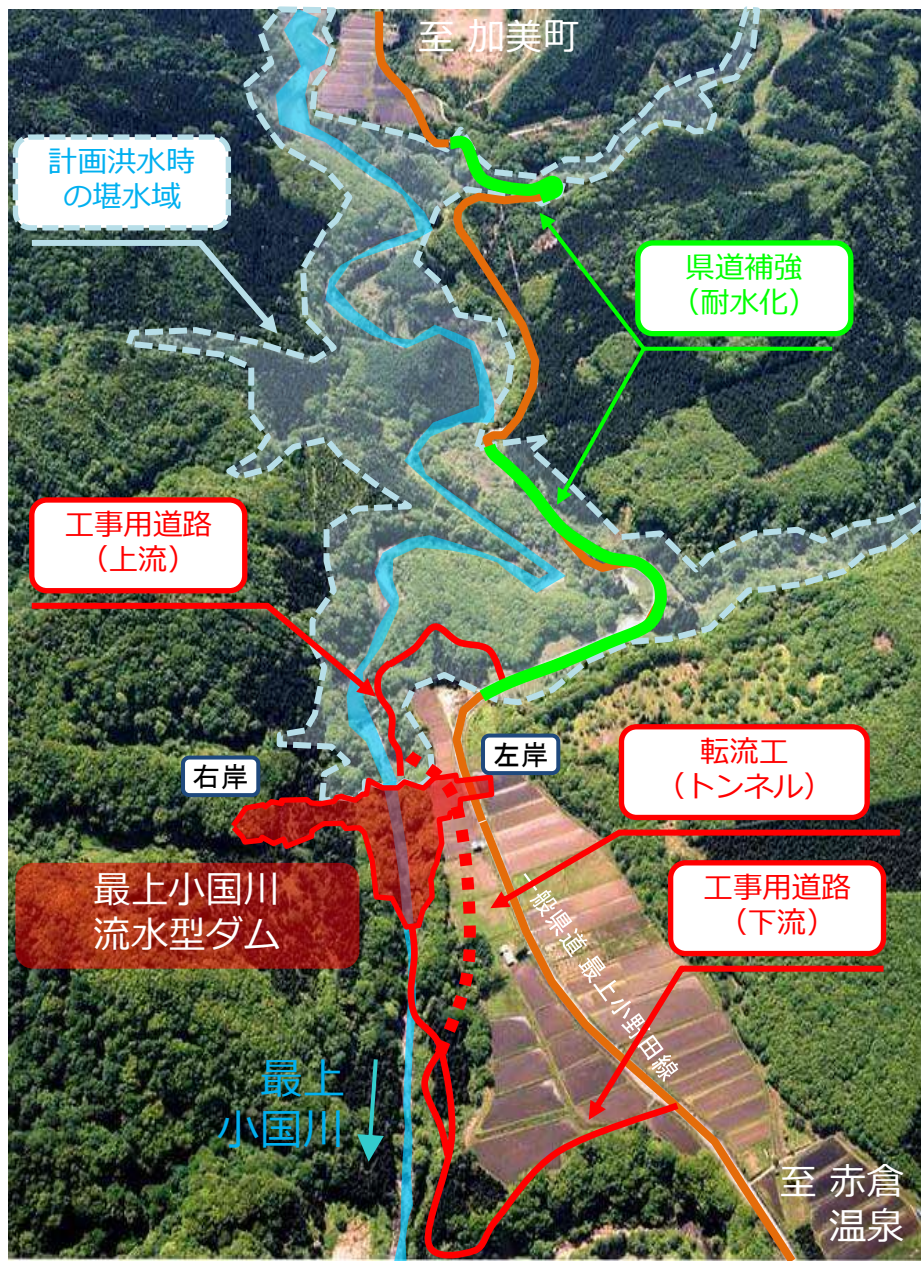 至 加美町
計画洪水時
の堪水域
県道補強
（耐水化）
工事用道路
（上流）
左岸
右岸
転流工
（トンネル）
最上小国川
流水型ダム
工事用道路
（下流）
一般県道 最上小野田線
最上
小国川
至 赤倉
温泉